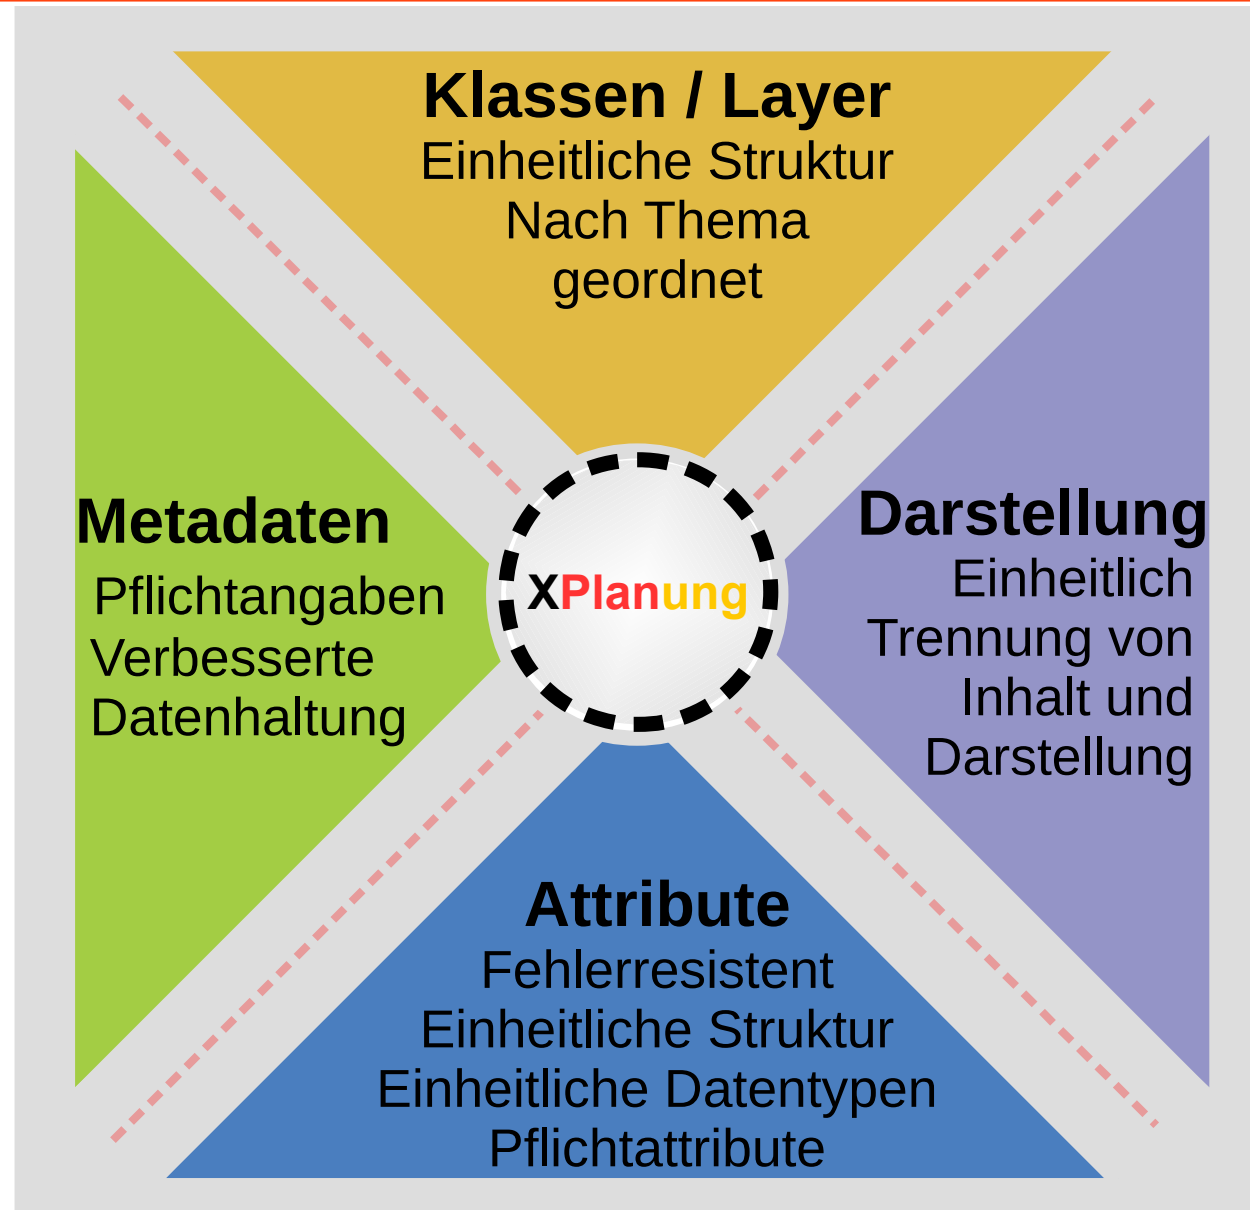 Klassen / Layer
Einheitliche Struktur
Nach Thema
geordnet
Metadaten
Pflichtangaben
Verbesserte
Datenhaltung
XPlanung
Darstellung
Einheitlich
Trennung von
Inhalt und
Darstellung
Attribute
Fehlerresistent
Einheitliche Struktur
Einheitliche Datentypen
Pflichtattribute